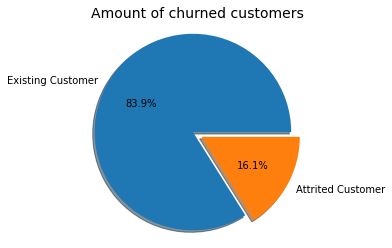 Amount of churned customers
Existing Customer
83.9%
16.1%
Attrited Customer